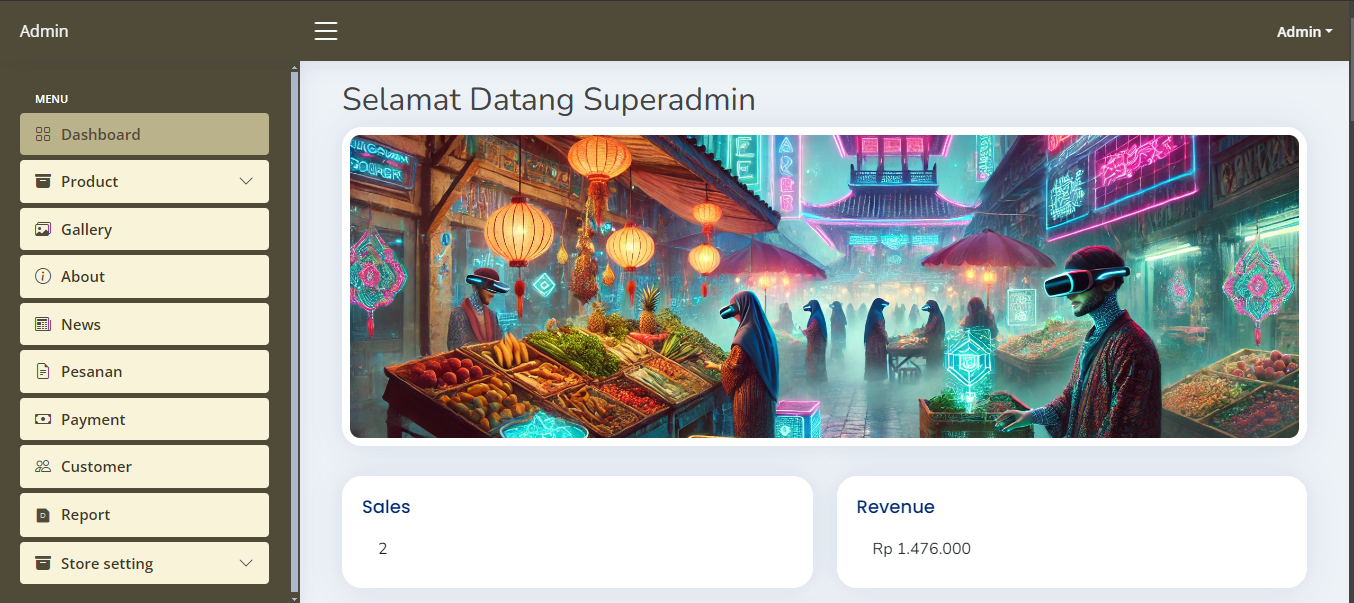 Admin
Admin
MENU
Dashboard
Product
Gallery
About
News
Pesanan
Payment
Customer
Report
Store setting
Selamat Datang Superadmin
Sales
2
Revenue
Rp 1.476.000